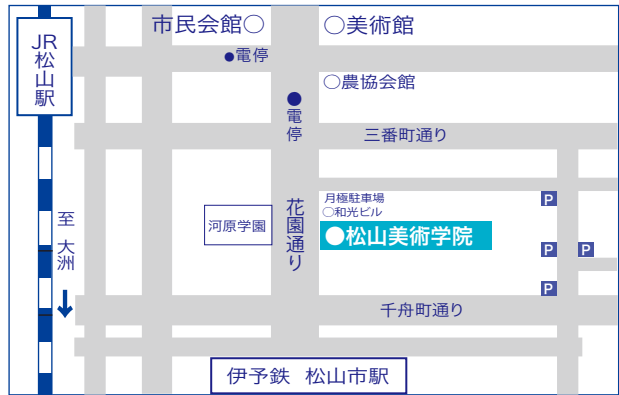 市民会館○
○美術館
JR
松山駅
●電停
○農協会館
●電停
三番町通り
月極駐車場
○和光ビル
P
至 大洲
河原学園
花園通り
●松山美術学院
P
P
P
千舟町通り
伊予鉄 松山市駅